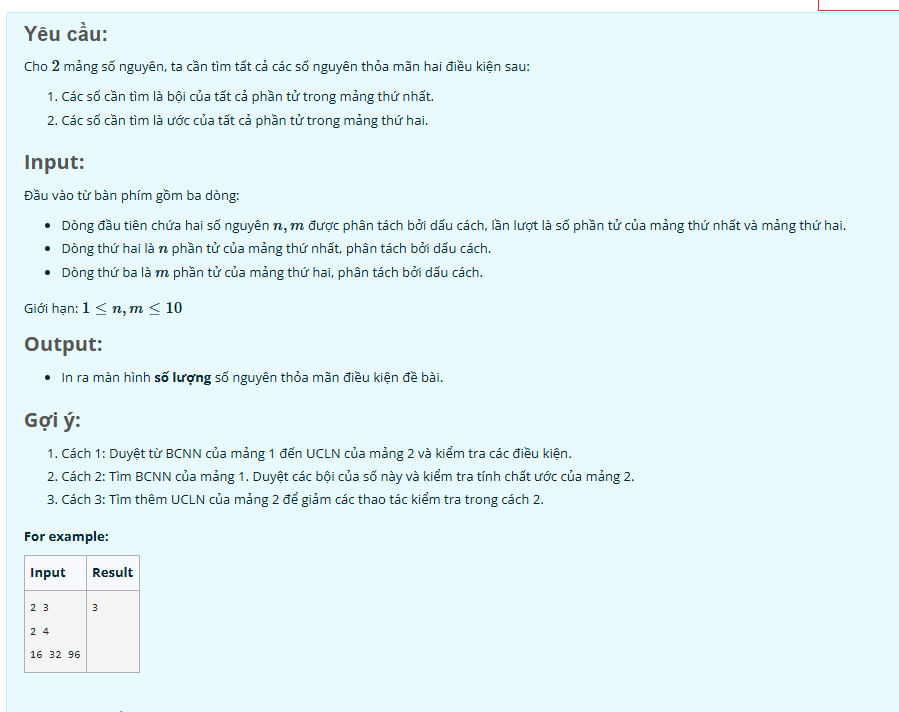 Yêu cầu:
Cho 2 mảng số nguyên, ta cần tìm tất cả các số nguyên thỏa mãn hai điều kiện sau:
1. Các số cần tìm là bội của tất cả phần tử trong mảng thứ nhất.
2. Các số cần tìm là ước của tất cả phần tử trong mảng thứ hai.
Input:
Đầu vào từ bàn phím gồm ba dòng:
• Dòng đầu tiên chứa hai số nguyên n, m được phân tách bởi dấu cách, lần lượt là số phần tử của mảng thứ nhất và mảng thứ hai.
• Dòng thứ hai là n phần tử của mảng thứ nhất, phân tách bởi dấu cách.
• Dòng thứ ba là m phần tử của mảng thứ hai, phân tách bởi dấu cách.
Giới hạn: 1 ≤ n, m ≤ 10
Output:
• In ra màn hình số lượng số nguyên thỏa mãn điều kiện đề bài.
Gợi ý:
1. Cách 1: Duyệt từ BCNN của mảng 1 đến UCLN của mảng 2 và kiểm tra các điều kiện.
2. Cách 2: Tìm BCNN của mảng 1. Duyệt các bội của số này và kiểm tra tính chất ước của mảng 2.
3. Cách 3: Tìm thêm UCLN của mảng 2 để giảm các thao tác kiểm tra trong cách 2.
For example:
Input Result
2 3 3
2 4
16 32 96